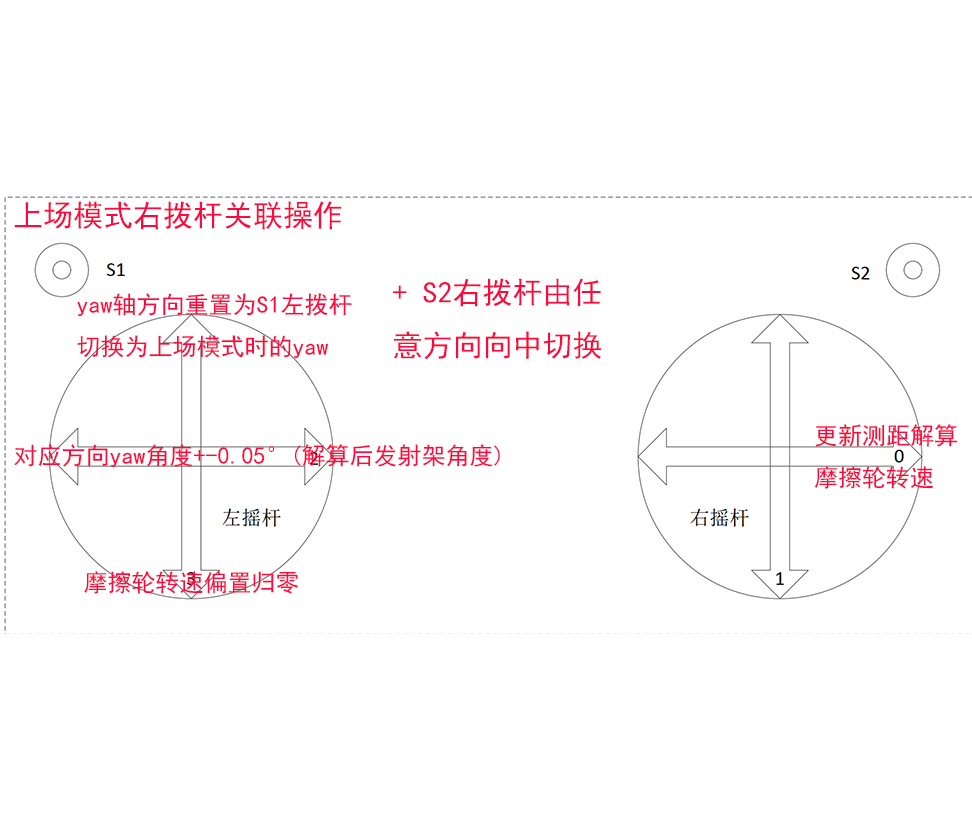 上场模式右拨杆关联操作
S1
S2
yaw轴方向重置为S1左拨杆
切换为上场模式时的yaw
+ S2右拨杆由任
意方向向中切换
对应方向yaw角度+-0.05°(解算后发射架角度)
2
更新测距解算
0
摩擦轮转速
左摇杆
右摇杆
摩擦轮转速偏置归零
3
1